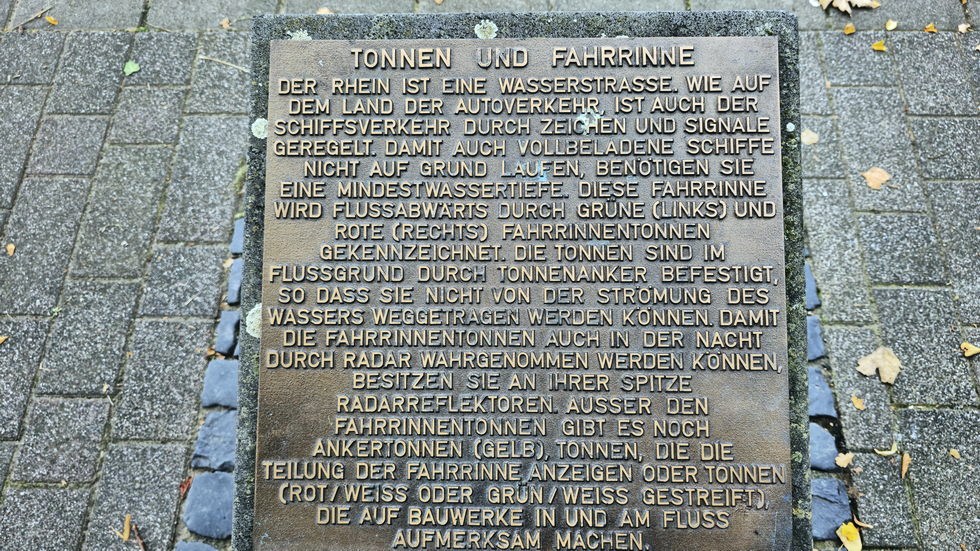 TONNEN UND FAHRRINNE
DER RHEIN IST EINE WASSERSTRASSE. WIE AUF
DEM LAND DER AUTOVERKEHR, IST AUCH DER
SCHIFFSVERKEHR DURCH ZEICHEN UND SIGNALE
GEREGELT. DAMIT AUCH VOLLBELADENE SCHIFFE
NICHT AUF GRUND LAUFEN, BENÖTIGEN SIE
EINE MINDESTWASSERTIEFE. DIESE FAHRRINNE
WIRD FLUSSABWÄRTS DURCH GRÜNE (LINKS) UND
ROTE (RECHTS) FAHRRINNENTONNEN
GEKENNZEICHNET. DIE TONNEN SIND IM
FLUSSGRUND DURCH TONNENANKER BEFESTIGT,
SO DASS SIE NICHT VON DER STRÖMUNG DES
WASSERS WEGGETRAGEN WERDEN KÖNNEN. DAMIT
DIE FAHRRINNENTONNEN AUCH IN DER NACHT
DURCH RADAR WAHRGENOMMEN WERDEN KÖNNEN,
BESITZEN SIE AN IHRER SPITZE
RADARREFLEKTOREN. AUSSER DEN
FAHRRINNENTONNEN GIBT ES NOCH
ANKERTONNEN (GELB), TONNEN, DIE DIE
TEILUNG DER FAHRRINNE ANZEIGEN ODER TONNEN
(ROT/WEISS ODER GRÜN/WEISS GESTREIFT),
DIE AUF BAUWERKE IN UND AM FLUSS
AUFMERKSAM MACHEN.